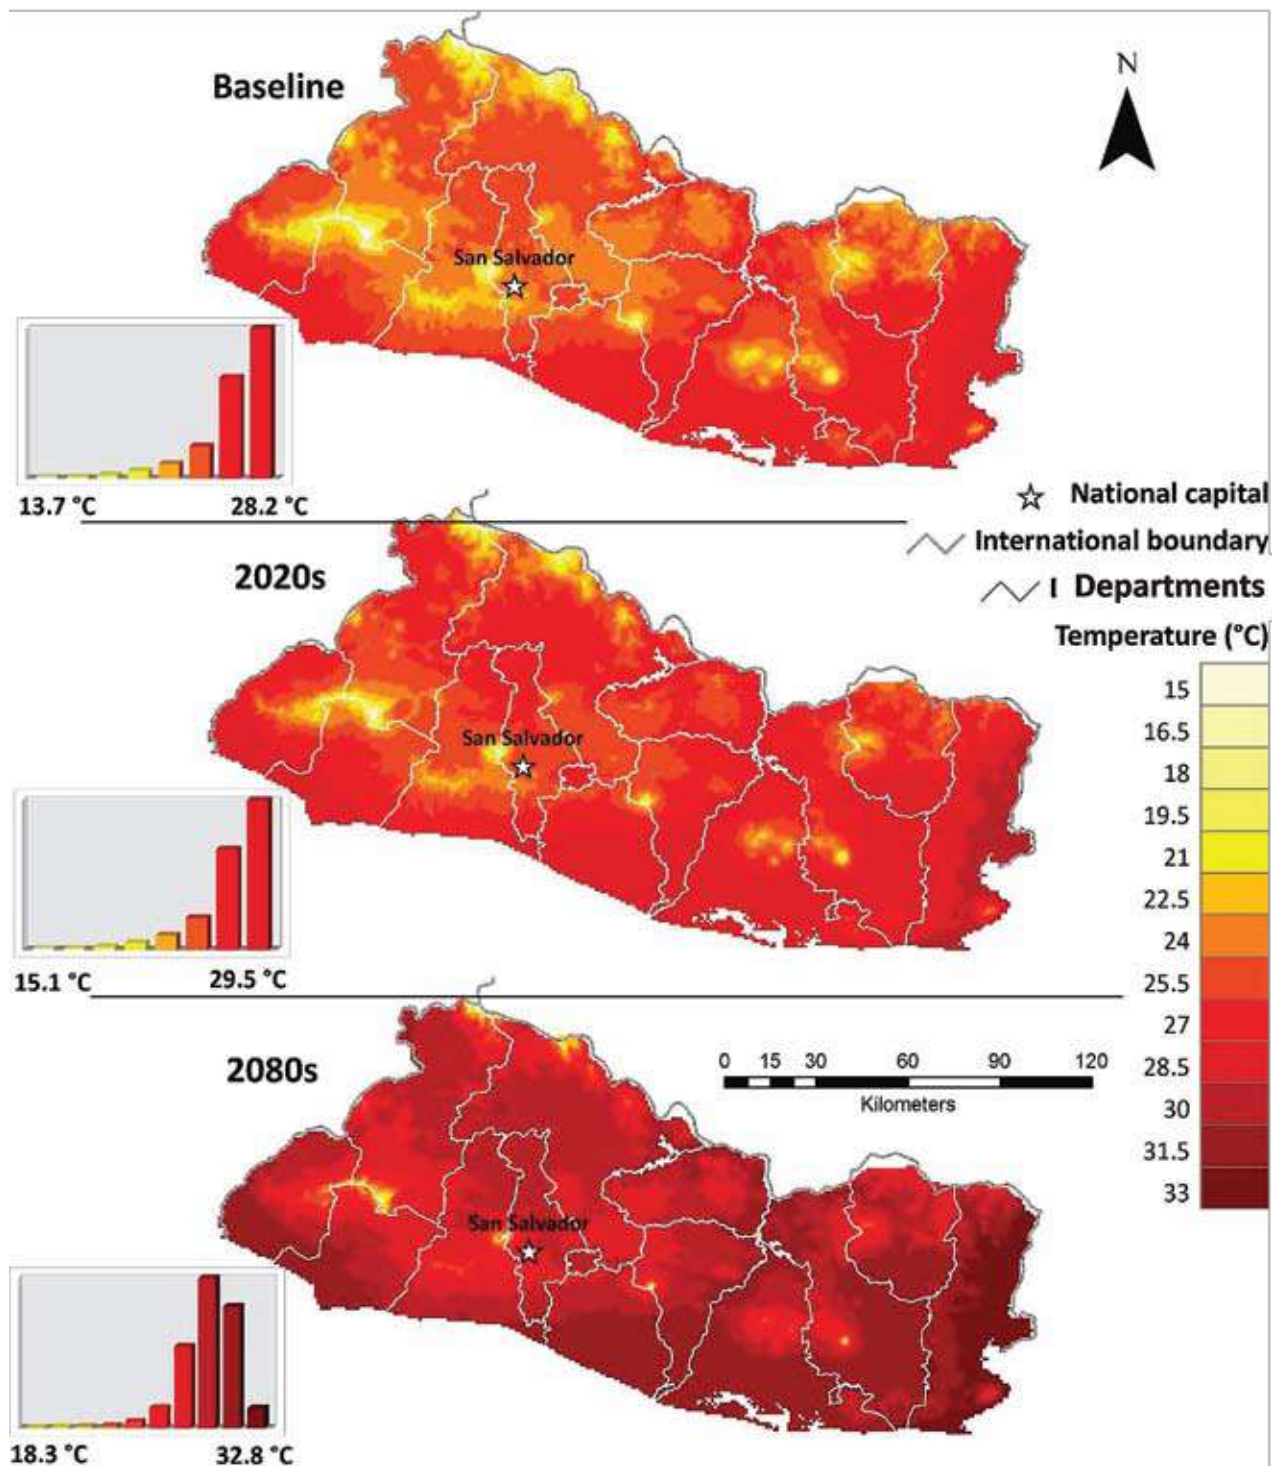 N
Baseline
San Salvador
13.7 °C 28.2 °C
National capital
International boundary
I Departments
2020s
Temperature (°C)
15
16.5
18
19.5
21
22.5
24
25.5
27
28.5
30
31.5
33
San Salvador
15.1 °C 29.5 °C
2080s
0 15 30 60 90 120
Kilometers
San Salvador
18.3 °C 32.8 °C